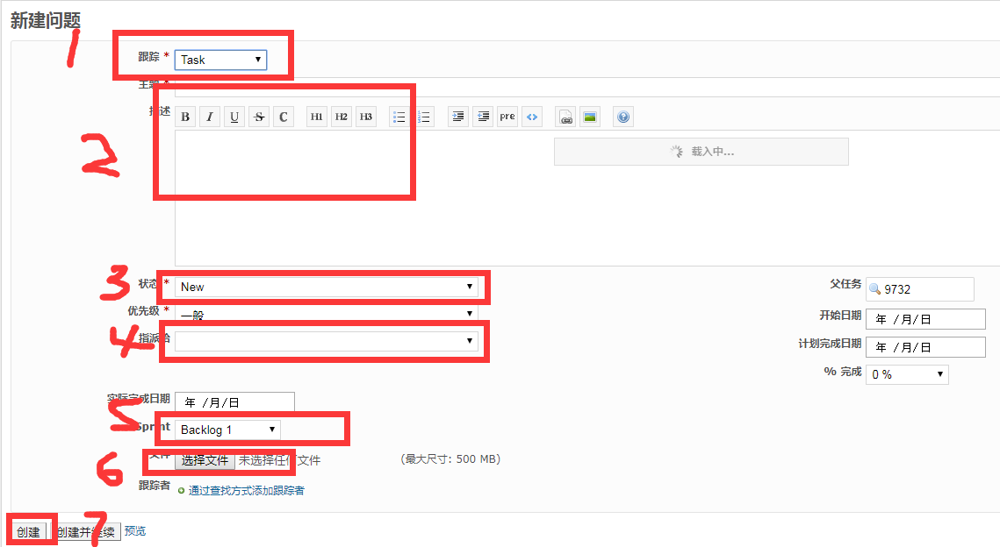 新建问题
1
跟踪 * Task
主题 *
2
描述 B I U S C H1 H2 H3 pre <>
载入中...
3
状态 * New
父任务 9732
优先级 * 一般
开始日期 年 /月/日
4
指派给
计划完成日期 年 /月/日
% 完成 0 %
实际完成日期 年 /月/日
5
Sprint Backlog 1
6
文件 选择文件 未选择任何文件 (最大尺寸: 500 MB)
跟踪者 通过查找方式添加跟踪者
7
创建 创建并继续 预览